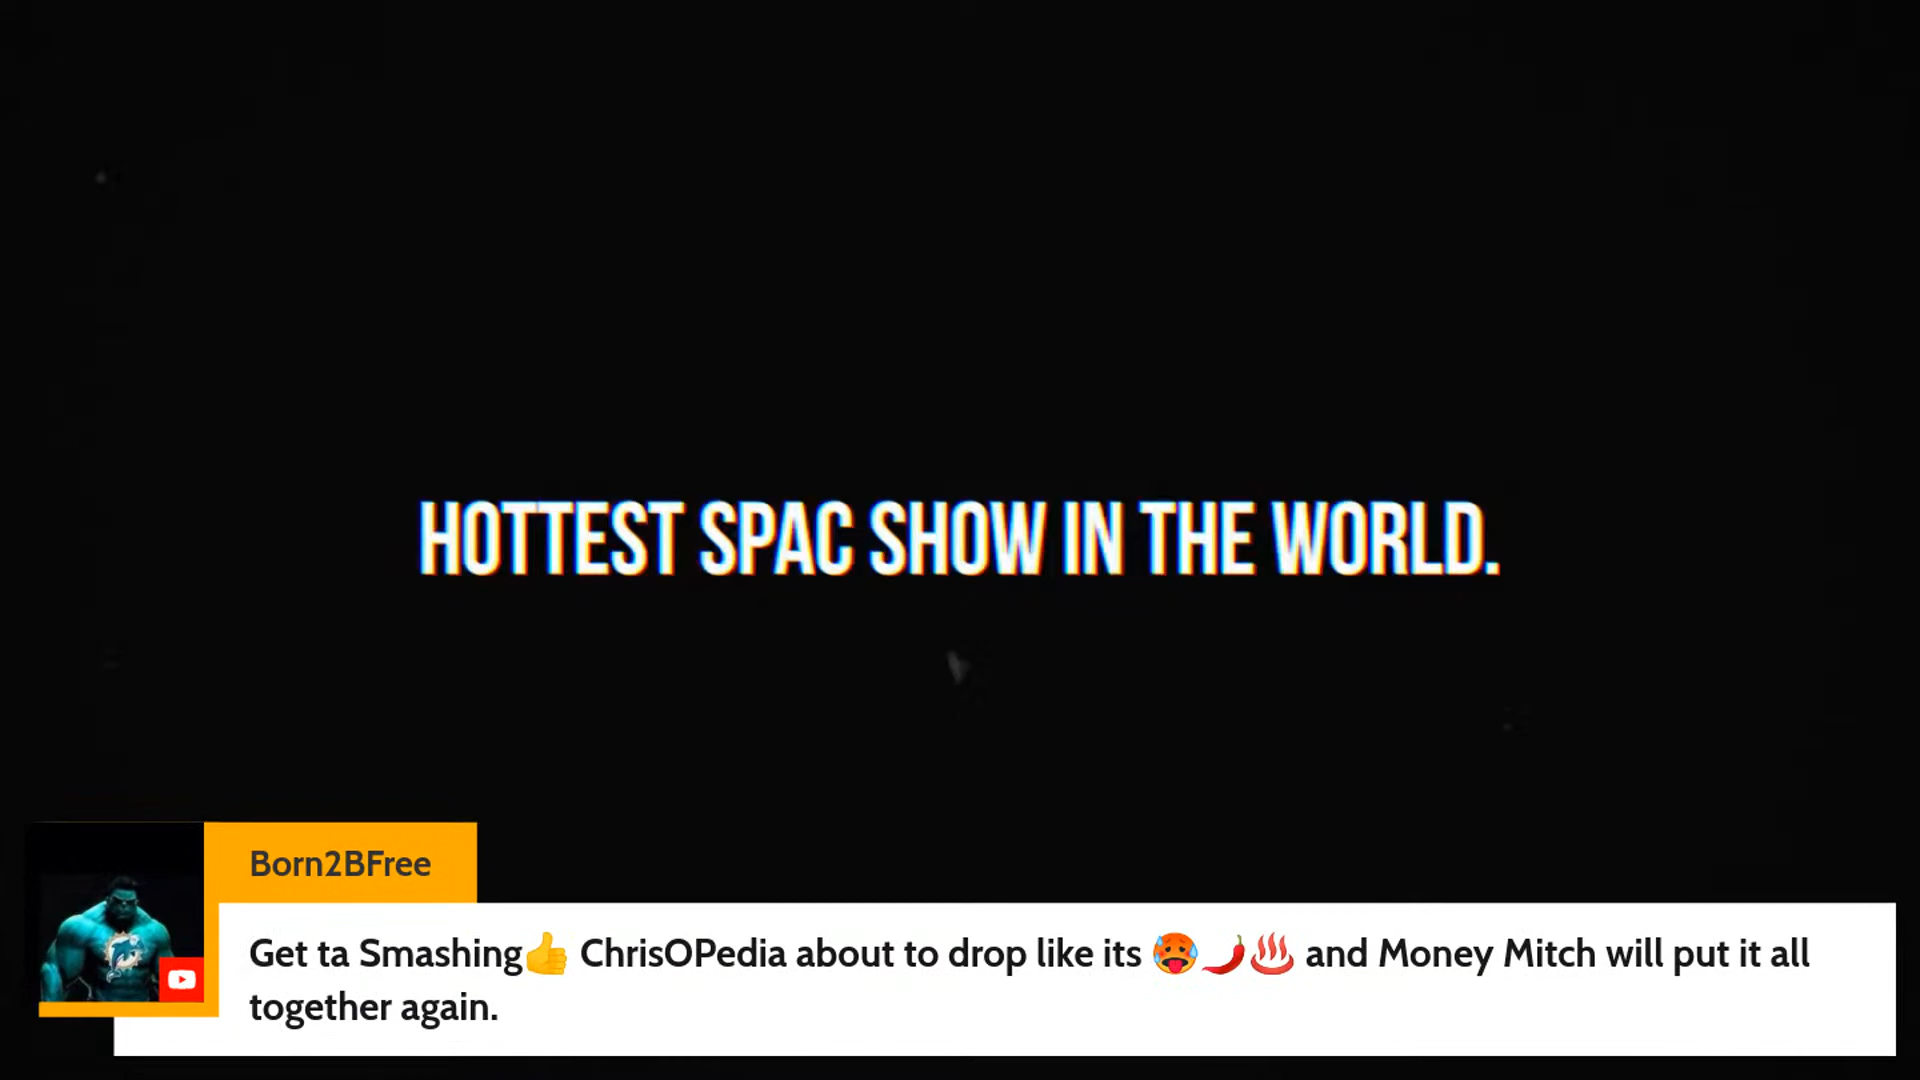 HOTTEST SPAC SHOW IN THE WORLD.
Born2BFree
Get ta Smashing👍 ChrisOPedia about to drop like its 🥵🌶️♨️ and Money Mitch will put it all
together again.